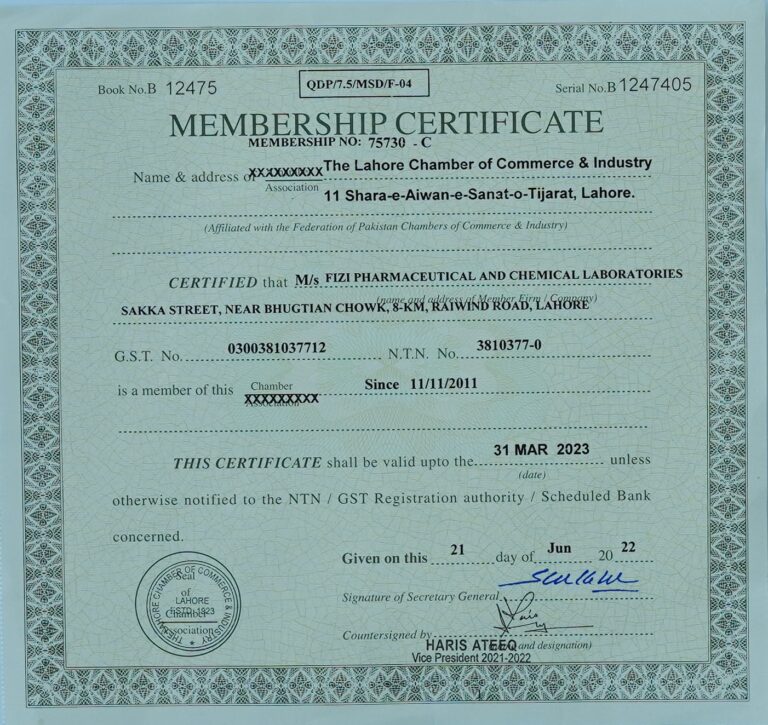 Book No.B 12475
QDP/7.5/MSD/F-04
Serial No.B 1247405
MEMBERSHIP CERTIFICATE
MEMBERSHIP NO: 75730 - C
Name & address of XXXXXXXXX The Lahore Chamber of Commerce & Industry
Association
11 Shara-e-Aiwan-e-Sanat-o-Tijarat, Lahore.
(Affiliated with the Federation of Pakistan Chambers of Commerce & Industry)
CERTIFIED that M/s FIZI PHARMACEUTICAL AND CHEMICAL LABORATORIES
(name and address of Member Firm / Company)
SAKKA STREET, NEAR BHUGTIAN CHOWK, 8-KM, RAIWIND ROAD, LAHORE
G.S.T. No. 0300381037712 N.T.N. No. 3810377-0
is a member of this Chamber Since 11/11/2011
XXXXXXXXX
Association
THIS CERTIFICATE shall be valid upto the 31 MAR 2023 unless
(date)
otherwise notified to the NTN / GST Registration authority / Scheduled Bank
concerned.
Given on this 21 day of Jun 2022
Signature of Secretary General
Countersigned by
HARIS ATEEQ
and designation)
Vice President 2021-2022
THE LAHORE CHAMBER OF COMMERCE & INDUSTRY
Seal
of
LAHORE
ESTD: 1923
Chamber
Association